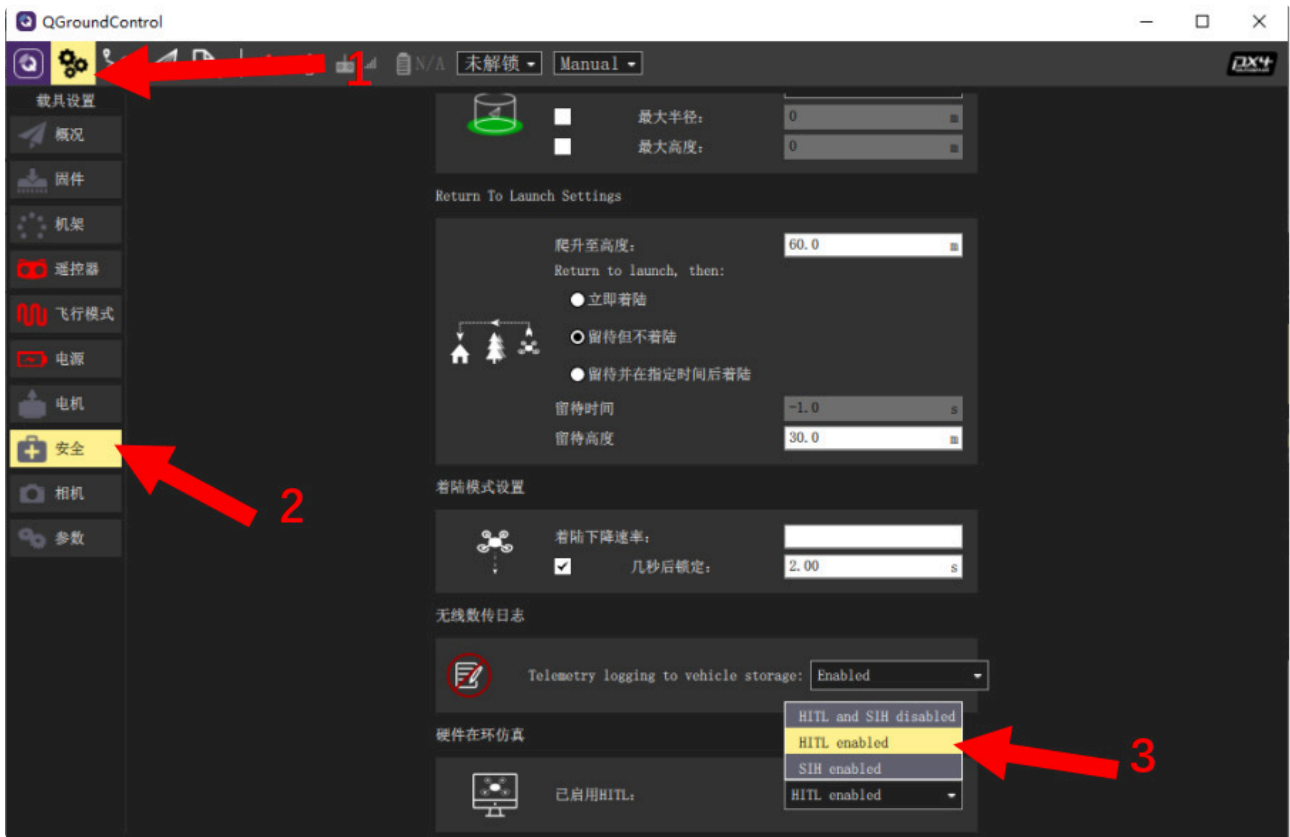 QGroundControl
N/A 未解锁 Manual
1
px4
载具设置
概况
固件
机架
遥控器
飞行模式
电源
电机
安全
相机
参数
2
最大半径: 0 m
最大高度: 0 m
Return To Launch Settings
爬升至高度: 60.0 m
Return to launch, then:
立即着陆
留待但不着陆
留待并在指定时间后着陆
留待时间 -1.0 s
留待高度 30.0 m
着陆模式设置
着陆下降速率:
几秒后锁定: 2.00 s
无线数传日志
Telemetry logging to vehicle storage: Enabled
硬件在环仿真
HITL and SIH disabled
HITL enabled
SIH enabled
3
已启用HITL: HITL enabled